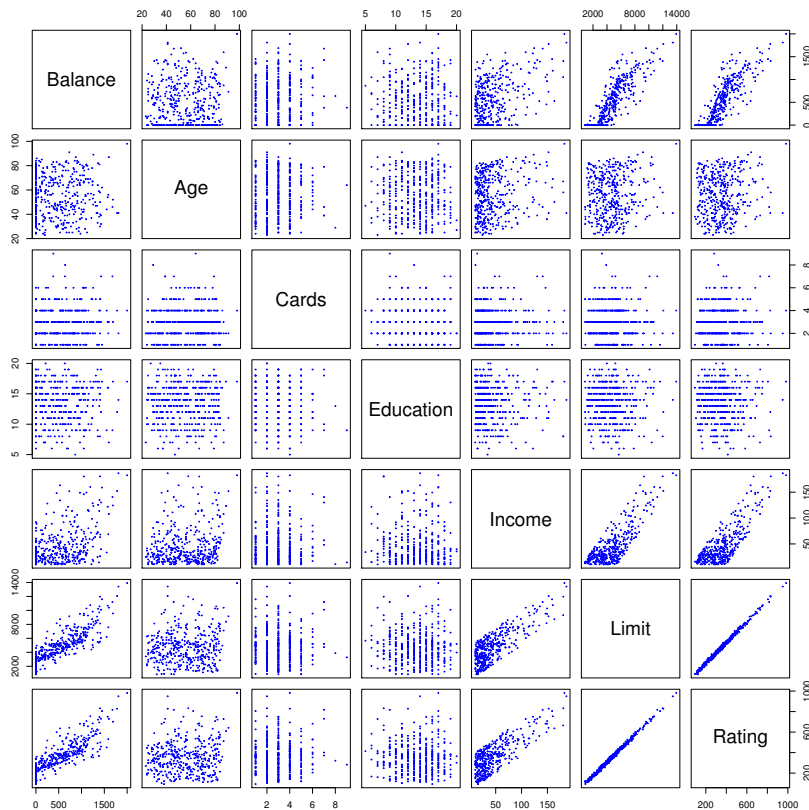 20 40 60 80 100 5 10 15 20 2000 8000 14000
Balance
0 500 1500
20 40 60 80 100
Age
Cards
2 4 6 8
5 10 15 20
Education
Income
50 100 150
2000 8000 14000
Limit
Rating
200 600 1000
0 500 1500 2 4 6 8 50 100 150 200 600 1000